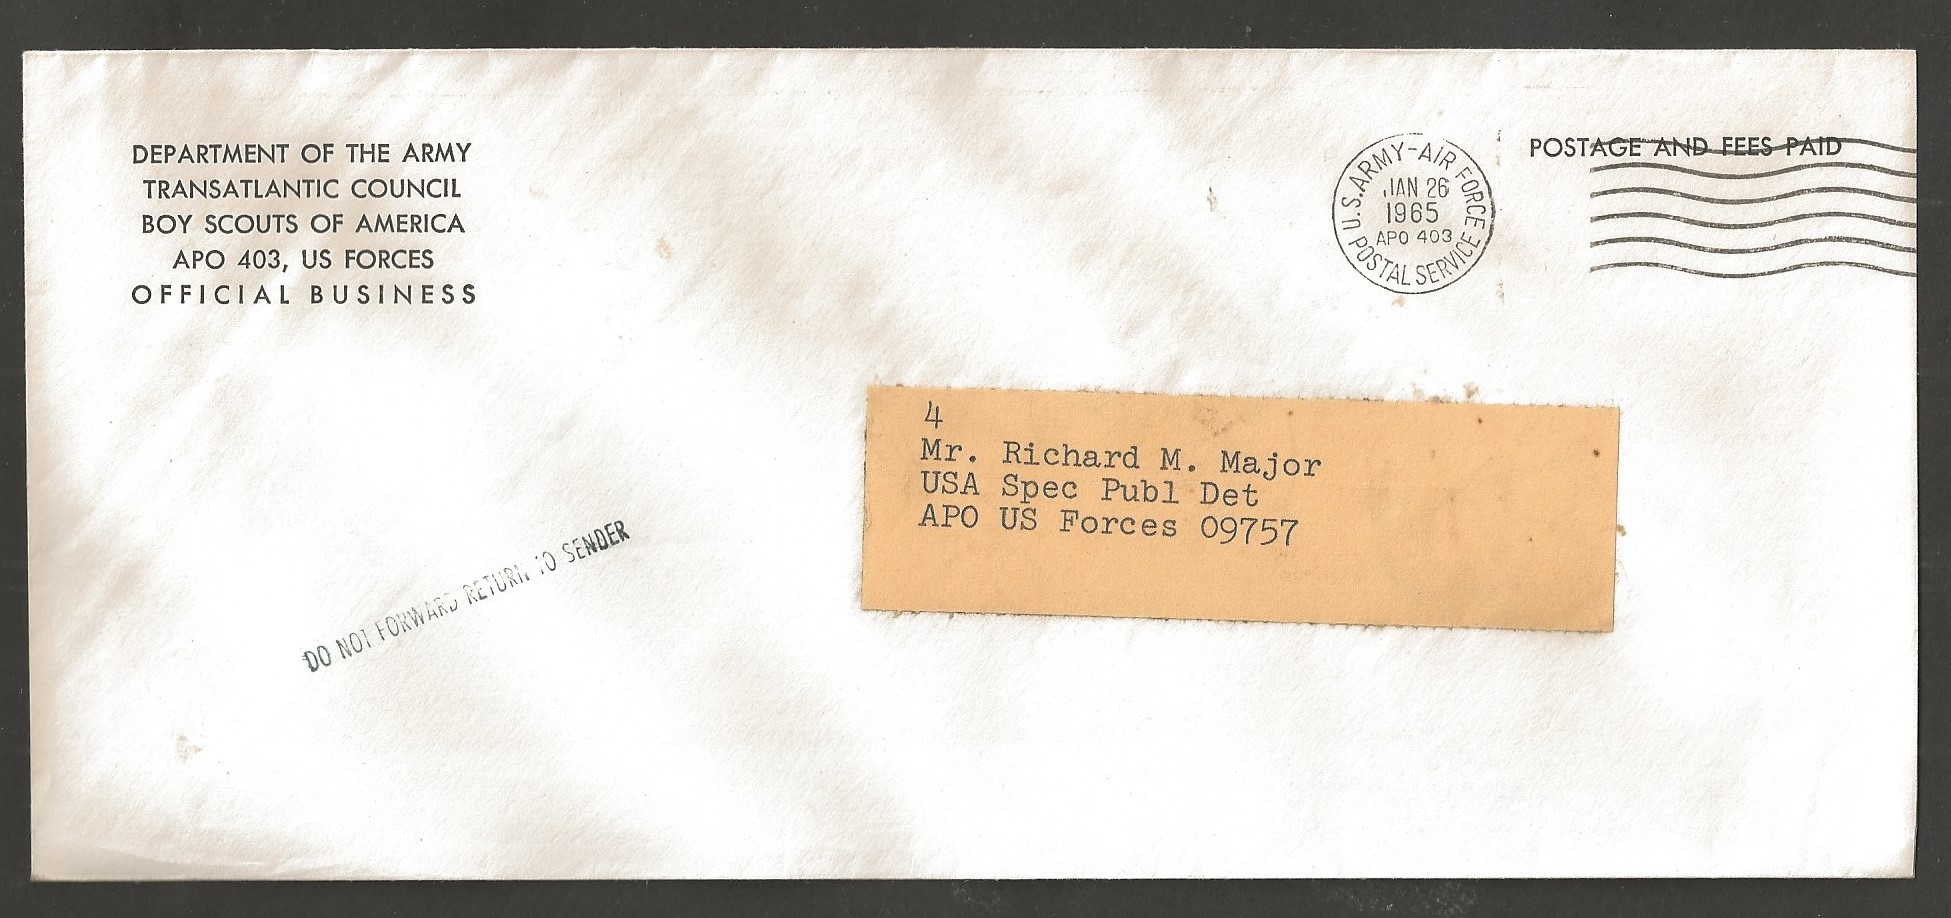 DEPARTMENT OF THE ARMY
TRANSATLANTIC COUNCIL
BOY SCOUTS OF AMERICA
APO 403, US FORCES
OFFICIAL BUSINESS
U.S.ARMY-AIR FORCE
JAN 26
1965
APO 403
POSTAL SERVICE
POSTAGE AND FEES PAID
4
Mr. Richard M. Major
USA Spec Publ Det
APO US Forces 09757
DO NOT FORWARD RETURN TO SENDER